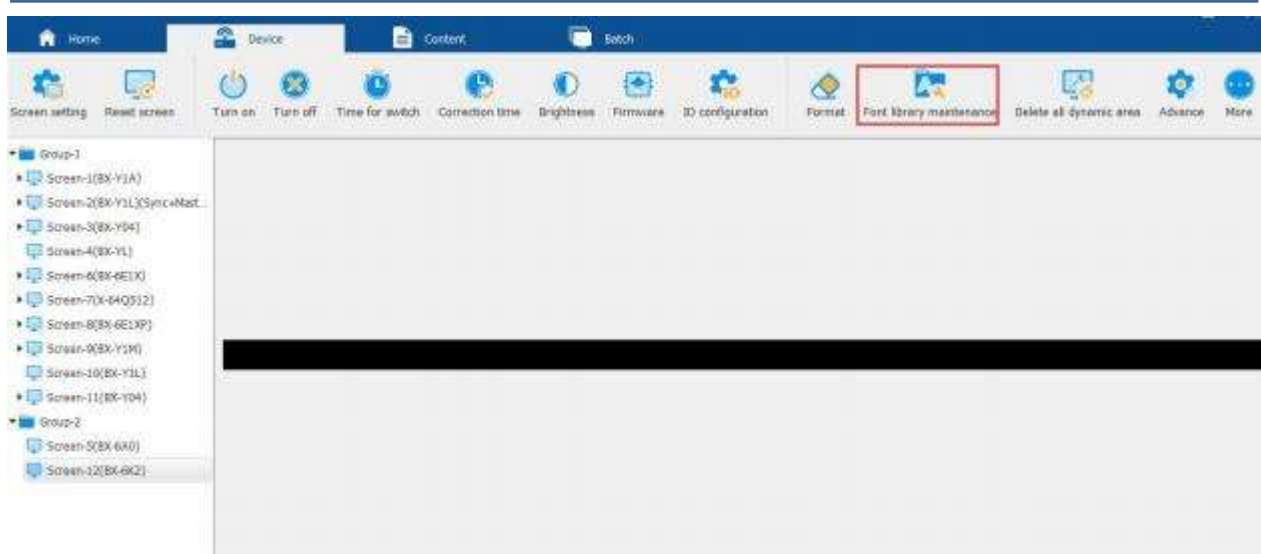 Home Device Content Batch
Screen setting Reset screen Turn on Turn off Time for switch Correction time Brightness Firmware IO configuration Format Font library maintenance Delete all dynamic area Advance More
Group-1
Screen-1(BX-Y1A)
Screen-2(BX-Y1L)(Sync+Mast...
Screen-3(BX-Y04)
Screen-4(BX-YL)
Screen-6(BX-6E1X)
Screen-7(X-64Q512)
Screen-8(BX-6E1XP)
Screen-9(BX-Y1M)
Screen-10(BX-Y1L)
Screen-11(BX-Y04)
Group-2
Screen-5(BX-6A0)
Screen-12(BX-6K2)